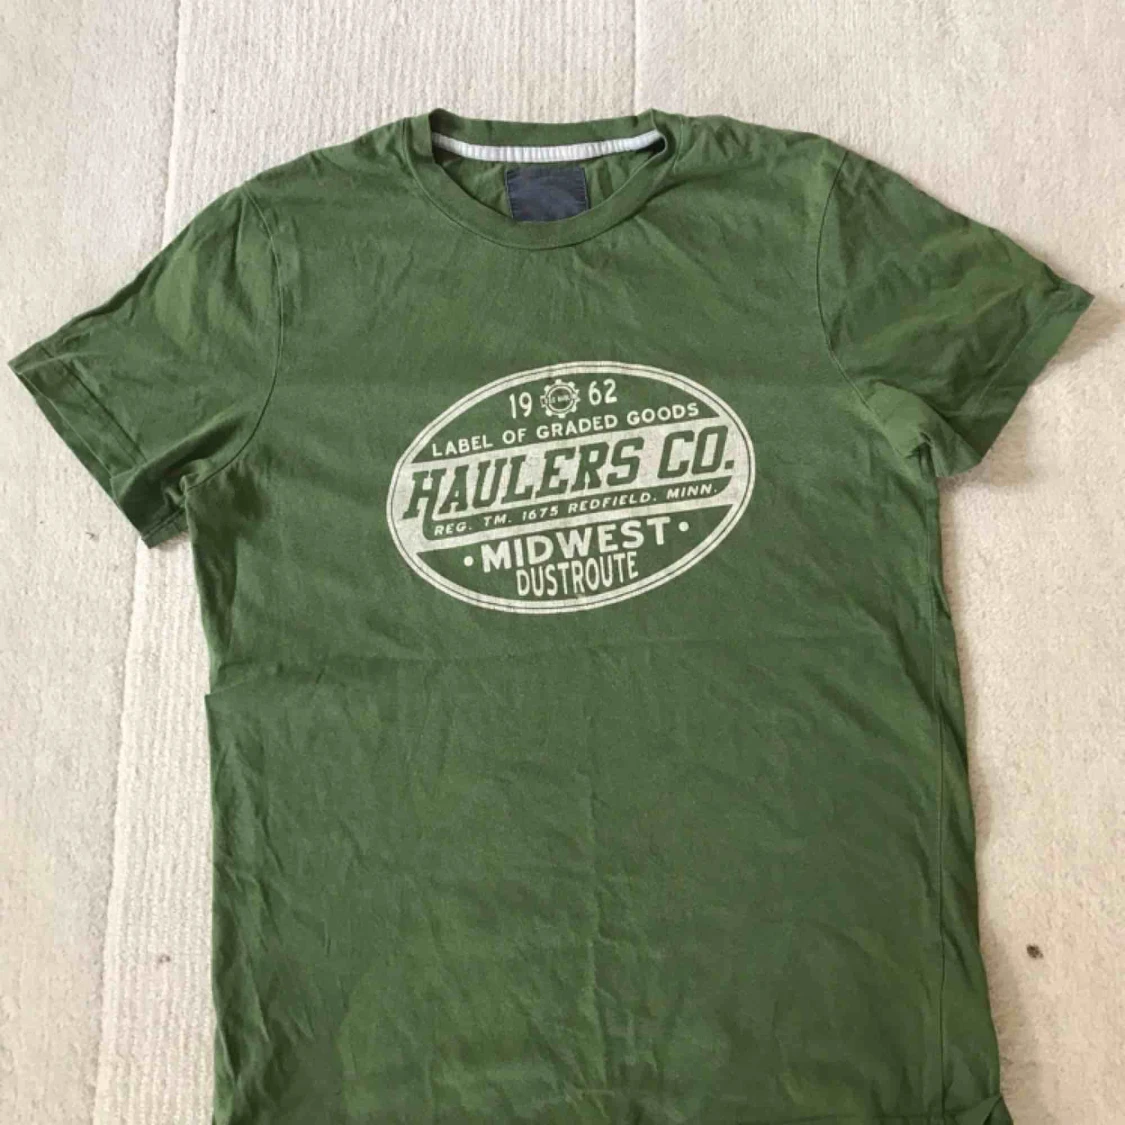 19 62
LABEL OF GRADED GOODS
HAULERS CO.
REG. TM. 1675 REDFIELD. MINN.
• MIDWEST •
DUSTROUTE